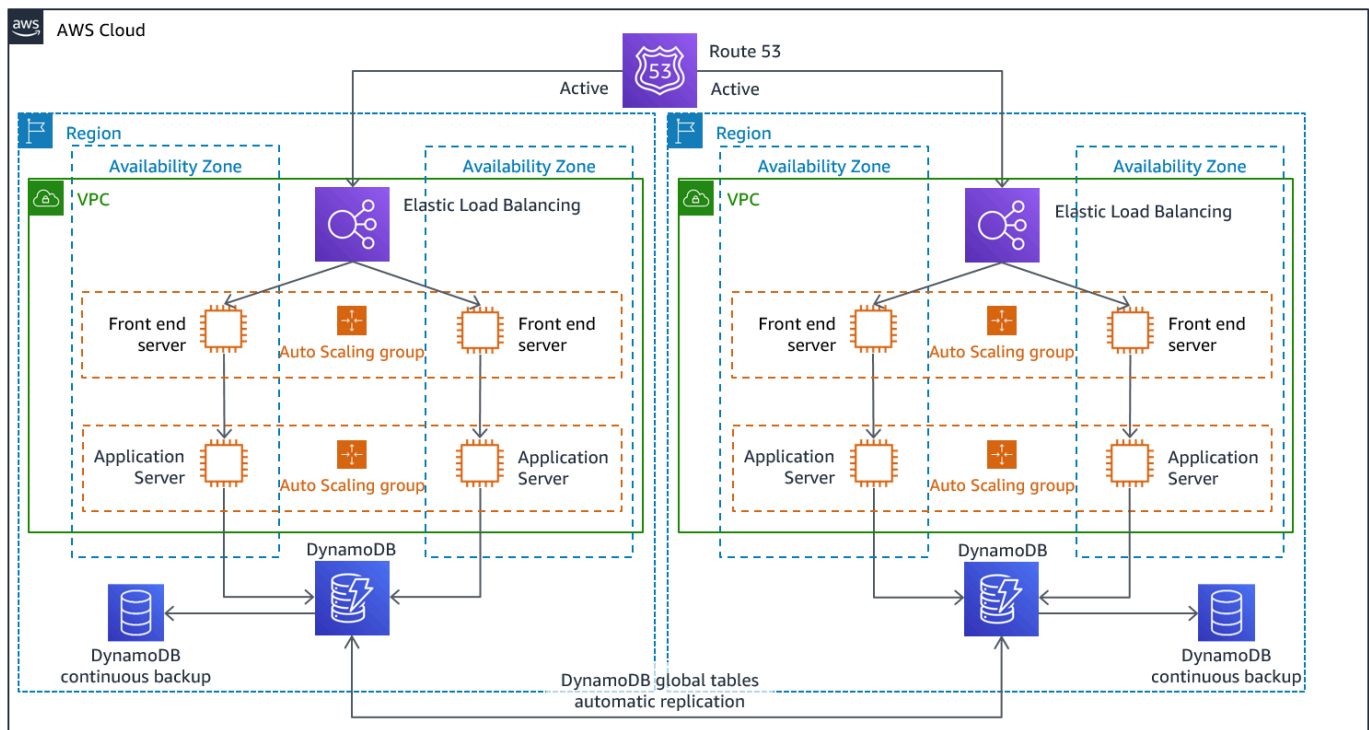 aws
AWS Cloud
Route 53
53
Active
Active
Region
Availability Zone
Availability Zone
VPC
Elastic Load Balancing
Front end
server
Auto Scaling group
Front end
server
Application
Server
Auto Scaling group
Application
Server
DynamoDB
DynamoDB
continuous backup
Region
Availability Zone
Availability Zone
VPC
Elastic Load Balancing
Front end
server
Auto Scaling group
Front end
server
Application
Server
Auto Scaling group
Application
Server
DynamoDB
DynamoDB
continuous backup
DynamoDB global tables
automatic replication